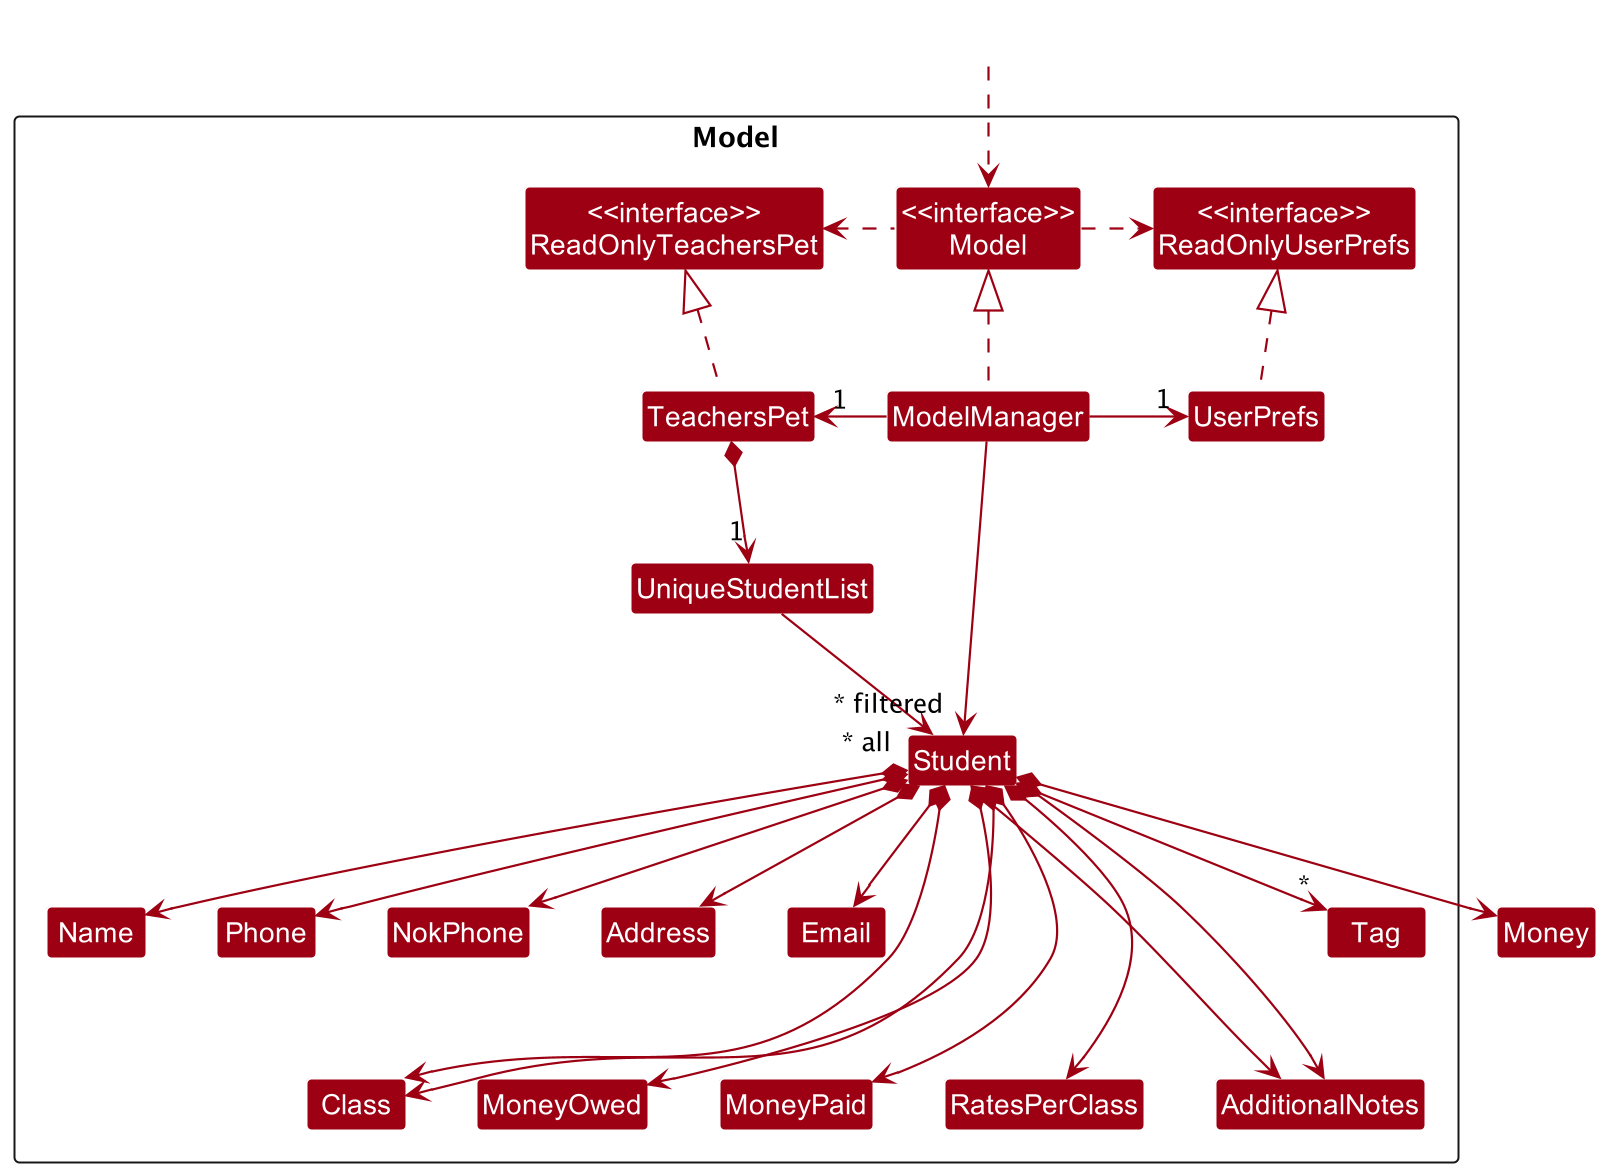 Model
<<interface>>
ReadOnlyTeachersPet
<<interface>>
Model
<<interface>>
ReadOnlyUserPrefs
TeachersPet
1
ModelManager
1
UserPrefs
1
UniqueStudentList
* filtered
* all
Student
*
Name
Phone
NokPhone
Address
Email
Tag
Money
Class
MoneyOwed
MoneyPaid
RatesPerClass
AdditionalNotes